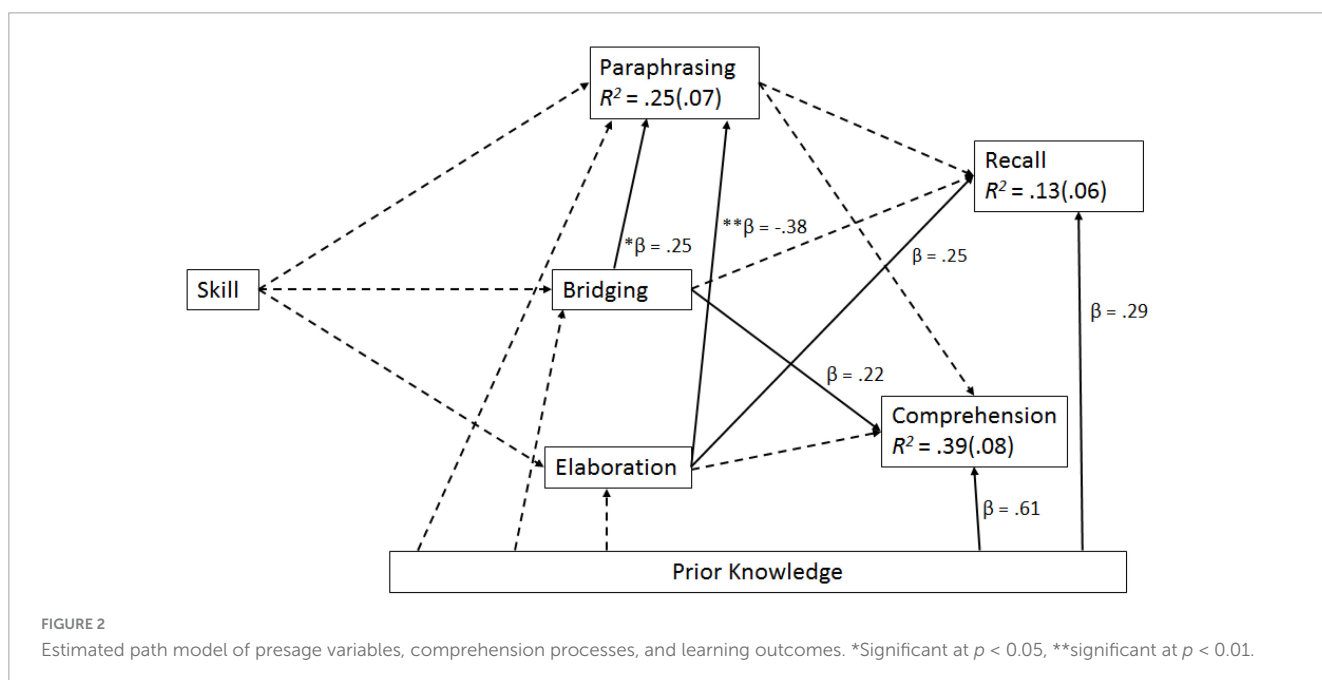 Paraphrasing
R² = .25(.07)
Recall
R² = .13(.06)
**β = -.38
*β = .25
β = .25
Skill
Bridging
β = .29
β = .22
Comprehension
R² = .39(.08)
Elaboration
β = .61
Prior Knowledge
FIGURE 2
Estimated path model of presage variables, comprehension processes, and learning outcomes. *Significant at p < 0.05, **significant at p < 0.01.